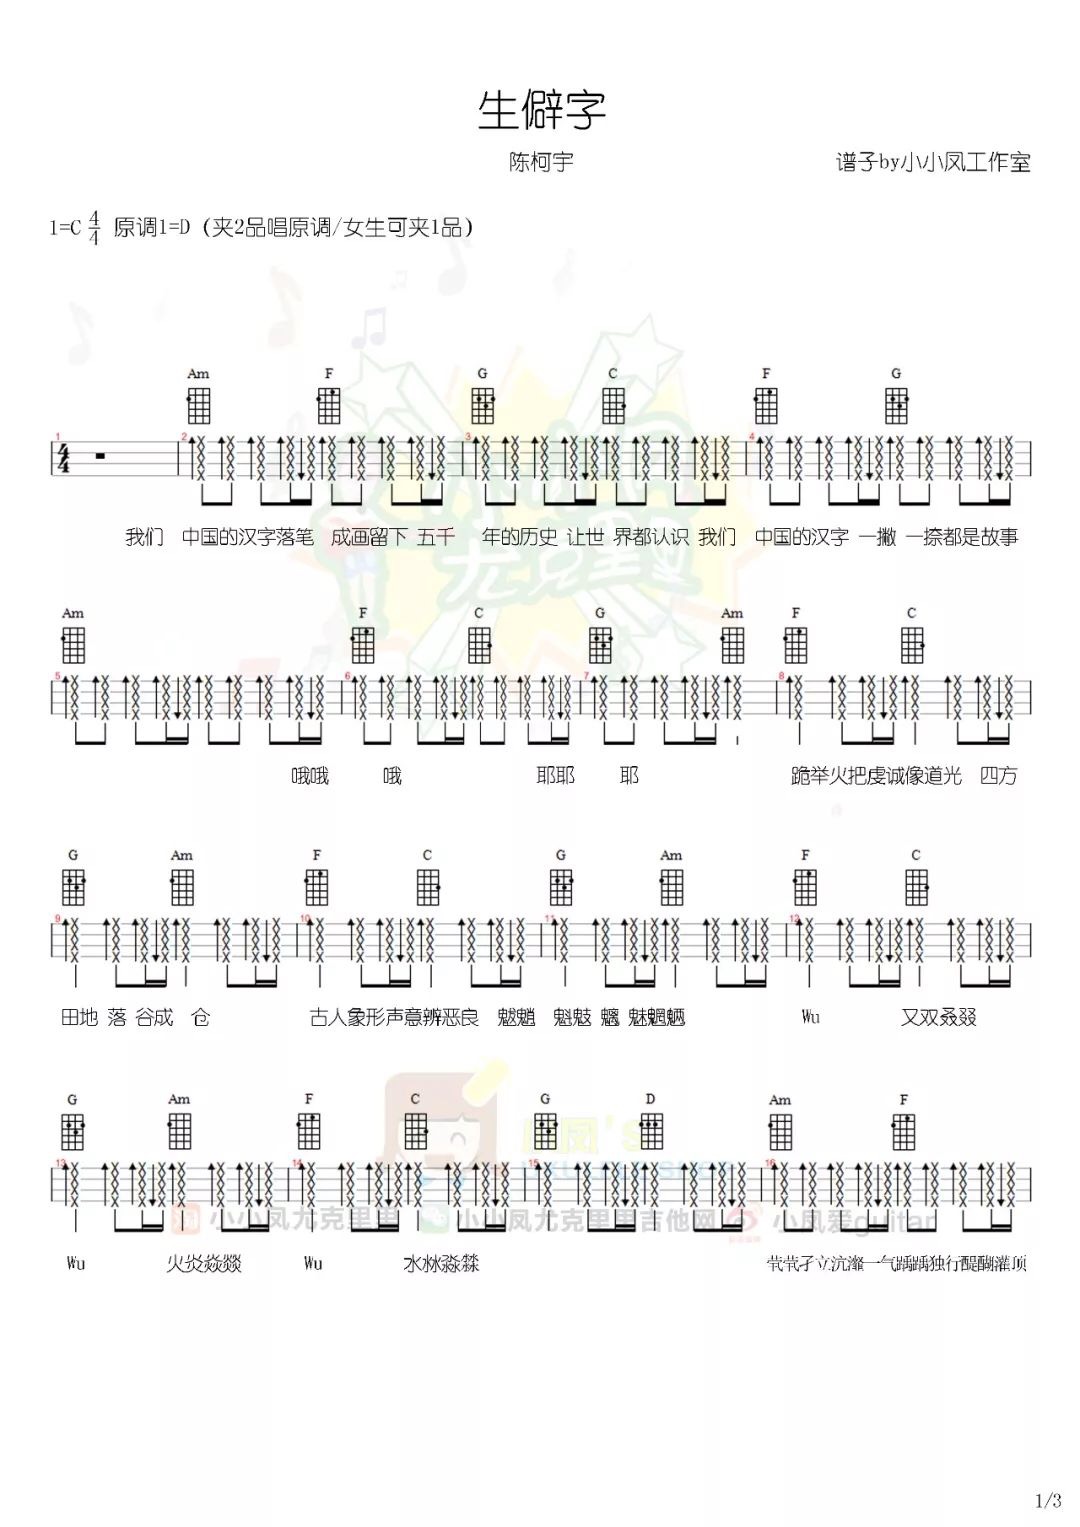 生僻字
陈柯宇
谱子by小小凤工作室
1=C 4/4 原调1=D（夹2品唱原调/女生可夹1品）
Am F G C F G
1 2 3 4
我们 中国的汉字落笔 成画留下 五千 年的历史 让世 界都认识 我们 中国的汉字 一撇 一捺都是故事
Am F C G Am F C
5 6 7 8
哦哦 哦 耶耶 耶 跪举火把虔诚像道光 四方
G Am F C G Am F C
9 10 11 12
田地 落 谷成 仓 古人象形声意辨恶良 魃魈 魁鬾 魑 魅魍魉 Wu 又双叒叕
G Am F C G D Am F
13 14 15 16
小小凤尤克里里 小小凤尤克里里吉他网 小凤爱guitar
Wu 火炎焱燚 Wu 水沝淼㵘 茕茕孑立沆瀣一气踽踽独行醍醐灌顶
1/3